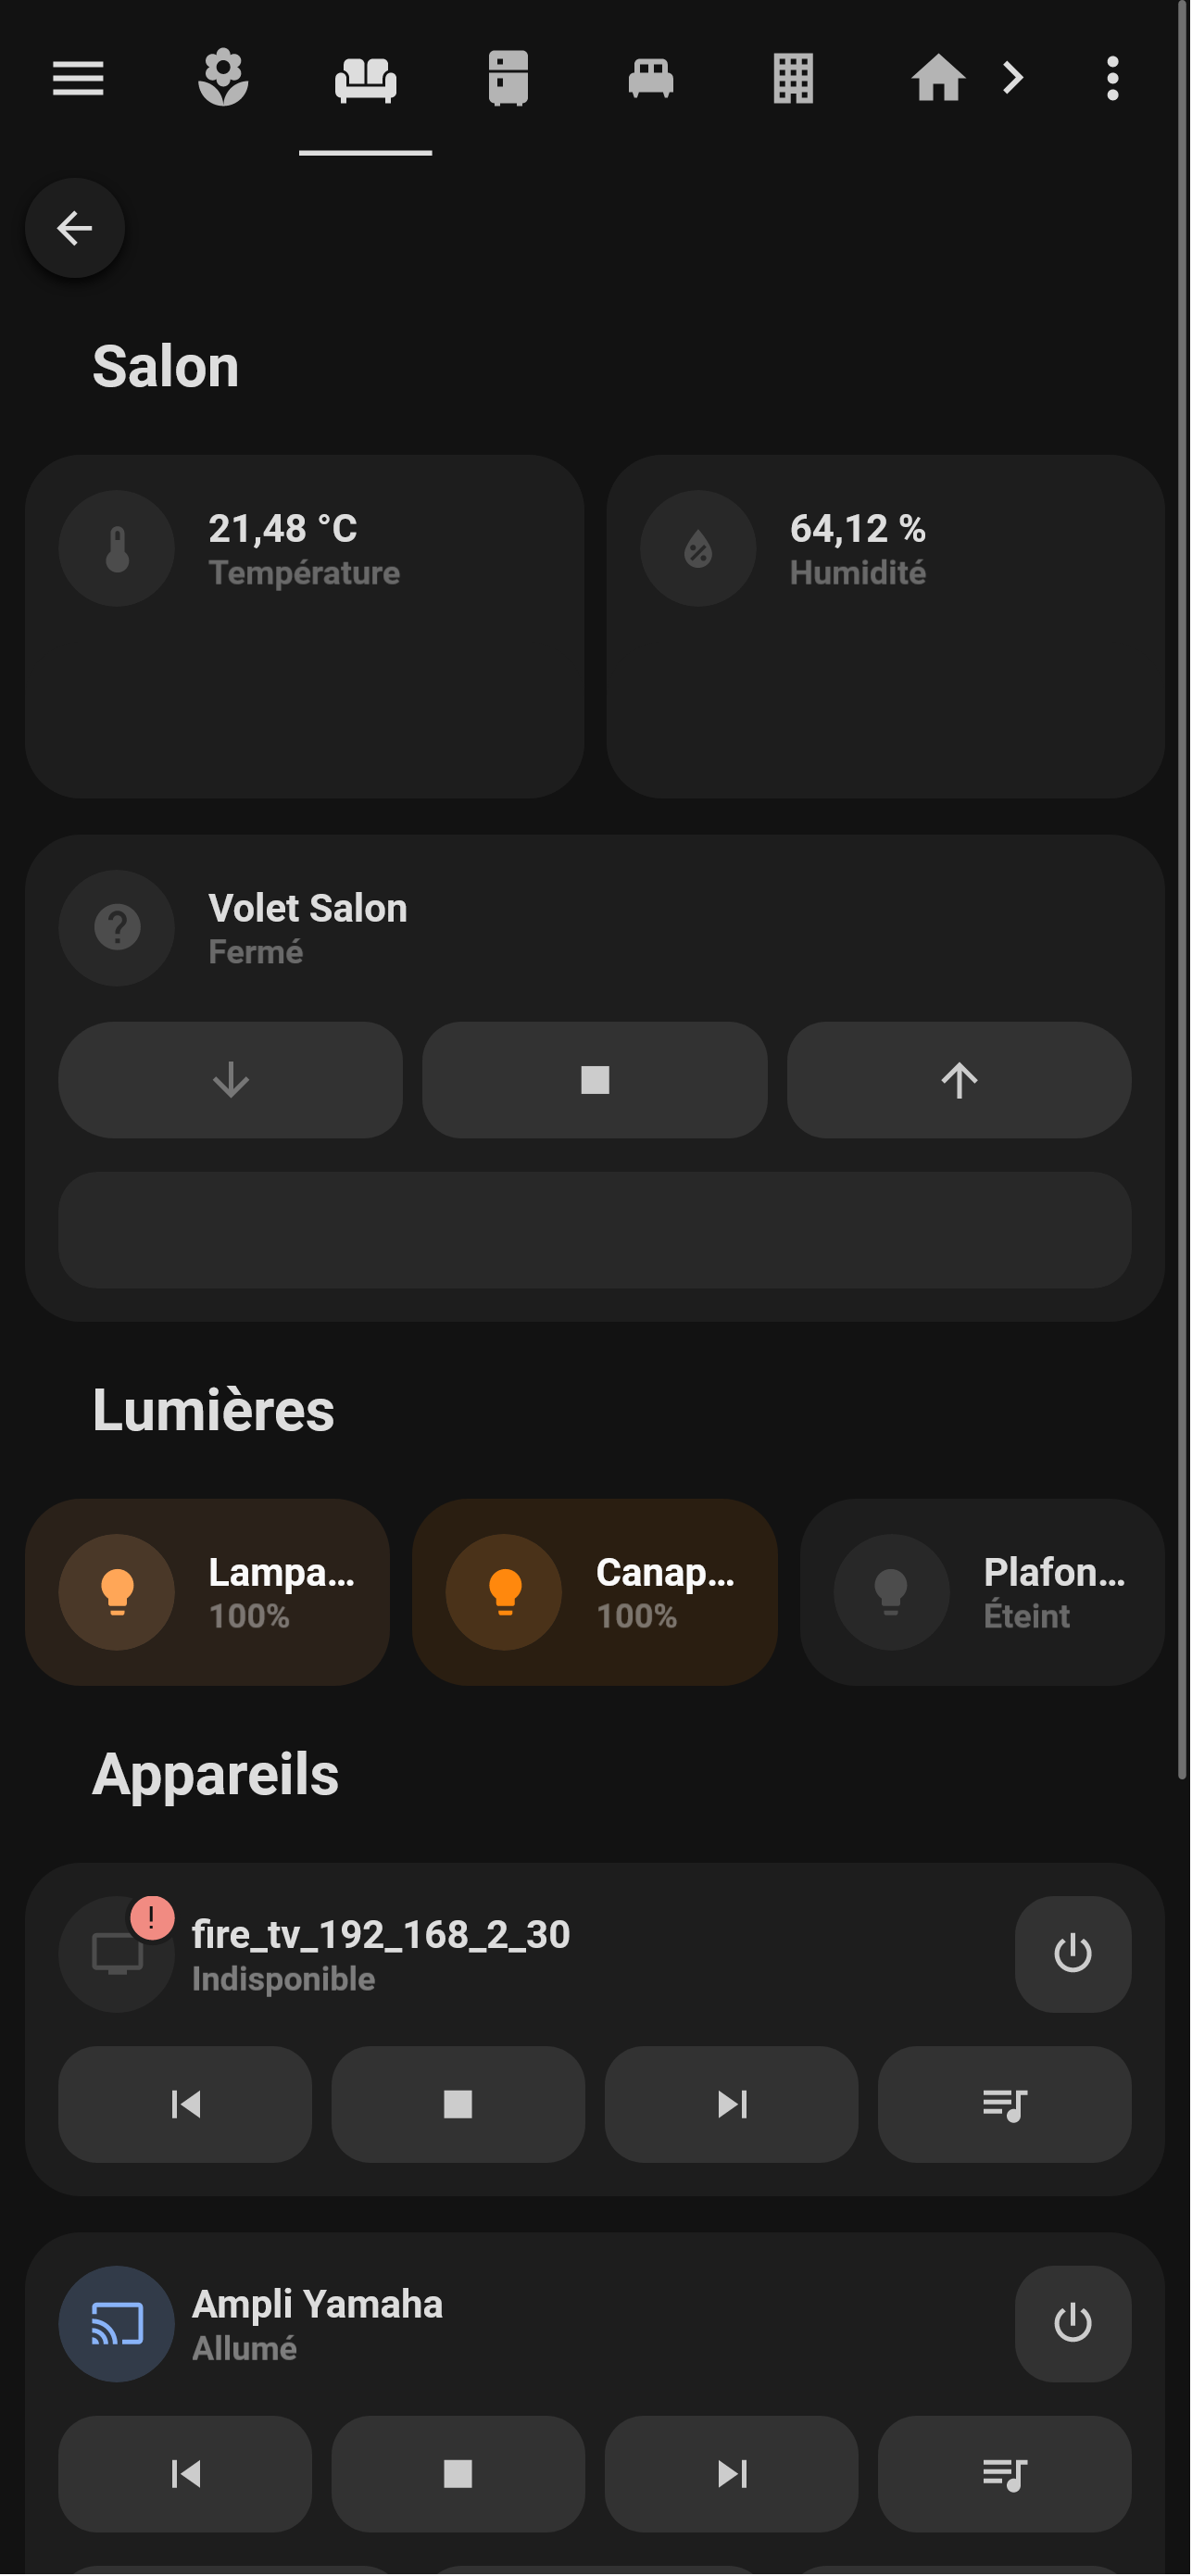 Salon
21,48 °C
Température
64,12 %
Humidité
Volet Salon
Fermé
Lumières
Lampa...
100%
Canap...
100%
Plafon...
Éteint
Appareils
fire_tv_192_168_2_30
Indisponible
Ampli Yamaha
Allumé